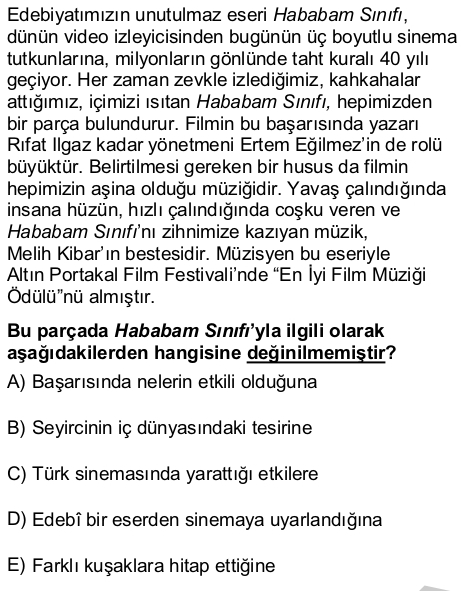 Edebiyatımızın unutulmaz eseri Hababam Sınıfı,
dünün video izleyicisinden bugünün üç boyutlu sinema
tutkunlarına, milyonların gönlünde taht kuralı 40 yılı
geçiyor. Her zaman zevkle izlediğimiz, kahkahalar
attığımız, içimizi ısıtan Hababam Sınıfı, hepimizden
bir parça bulundurur. Filmin bu başarısında yazarı
Rıfat Ilgaz kadar yönetmeni Ertem Eğilmez’in de rolü
büyüktür. Belirtilmesi gereken bir husus da filmin
hepimizin aşina olduğu müziğidir. Yavaş çalındığında
insana hüzün, hızlı çalındığında coşku veren ve
Hababam Sınıfı’nı zihnimize kazıyan müzik,
Melih Kibar’ın bestesidir. Müzisyen bu eseriyle
Altın Portakal Film Festivali’nde “En İyi Film Müziği
Ödülü”nü almıştır.
Bu parçada Hababam Sınıfı’yla ilgili olarak
aşağıdakilerden hangisine değinilmemiştir?
A) Başarısında nelerin etkili olduğuna
B) Seyircinin iç dünyasındaki tesirine
C) Türk sinemasında yarattığı etkilere
D) Edebî bir eserden sinemaya uyarlandığına
E) Farklı kuşaklara hitap ettiğine